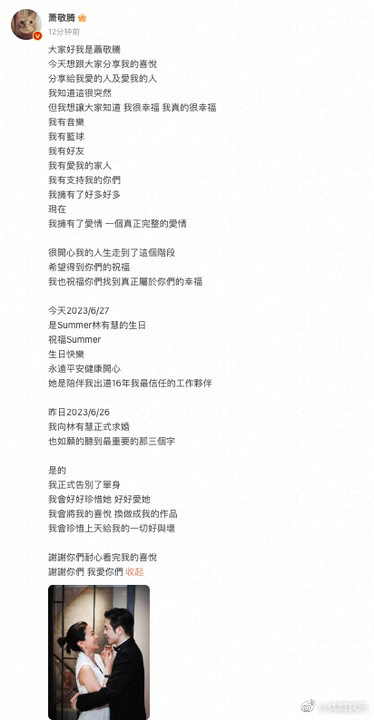 蕭敬騰
12分钟前
大家好我是蕭敬騰
今天想跟大家分享我的喜悅
分享給我愛的人及愛我的人
我知道這很突然
但我想讓大家知道 我很幸福 我真的很幸福
我有音樂
我有籃球
我有好友
我有愛我的家人
我有支持我的你們
我擁有了好多好多
現在
我擁有了愛情 一個真正完整的愛情
很開心我的人生走到了這個階段
希望得到你們的祝福
我也祝福你們找到真正屬於你們的幸福
今天2023/6/27
是Summer林有慧的生日
祝福Summer
生日快樂
永遠平安健康開心
她是陪伴我出道16年我最信任的工作夥伴
昨日2023/6/26
我向林有慧正式求婚
也如願的聽到最重要的那三個字
是的
我正式告別了單身
我會好好珍惜她 好好愛她
我會將我的喜悅 換做成我的作品
我會珍惜上天給我的一切好與壞
謝謝你們耐心看完我的喜悅
謝謝你們 我愛你們 收起